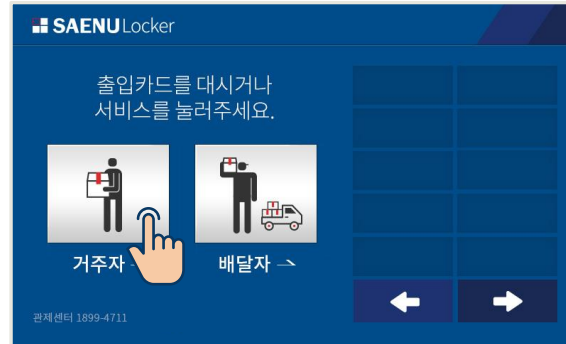 SAENU Locker
출입카드를 대시거나
서비스를 눌러주세요.
거주자
배달자
관제센터 1899-4711